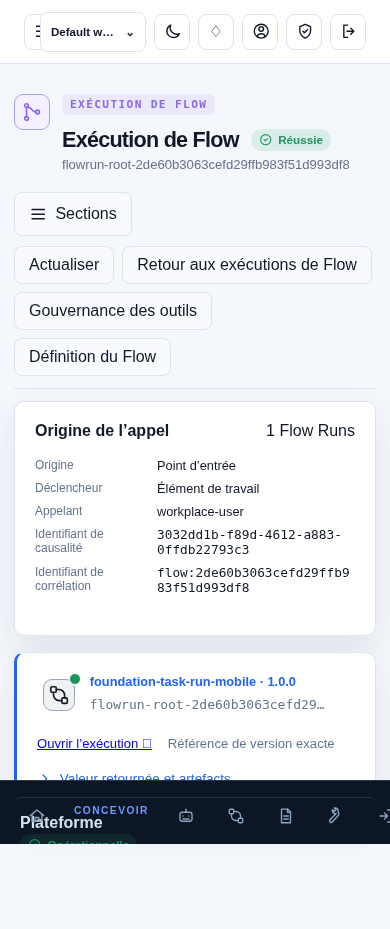 Default w…
EXÉCUTION DE FLOW
Exécution de Flow
Réussie
flowrun-root-2de60b3063cefd29ffb983f51d993df8
Sections
Actualiser
Retour aux exécutions de Flow
Gouvernance des outils
Définition du Flow
Origine de l’appel
1 Flow Runs
Origine
Point d’entrée
Déclencheur
Élément de travail
Appelant
workplace-user
Identifiant de
causalité
3032dd1b-f89d-4612-a883-
0ffdb22793c3
Identifiant de
corrélation
flow:2de60b3063cefd29ffb9
83f51d993df8
foundation-task-run-mobile · 1.0.0
flowrun-root-2de60b3063cefd29…
Ouvrir l’exécution
Référence de version exacte
Valeur retournée et artefacts
CONCEVOIR
Plateforme
Opérationnelle